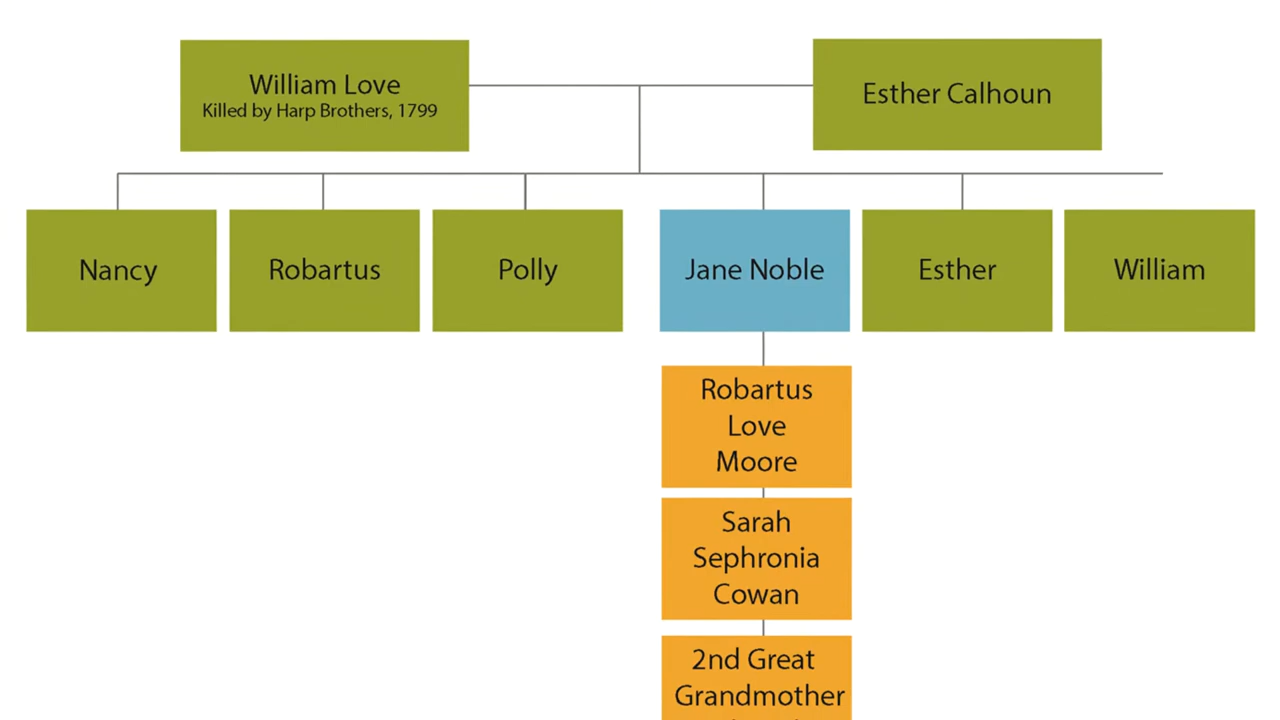 William Love
Killed by Harp Brothers, 1799
Esther Calhoun
Nancy
Robartus
Polly
Jane Noble
Esther
William
Robartus
Love
Moore
Sarah
Sephronia
Cowan
2nd Great
Grandmother